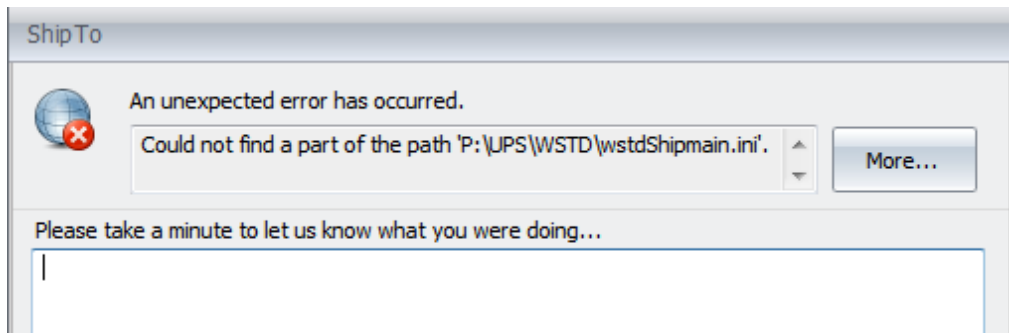 ShipTo
An unexpected error has occurred.
Could not find a part of the path 'P:\UPS\WSTD\wstdShipmain.ini'.
More...
Please take a minute to let us know what you were doing...